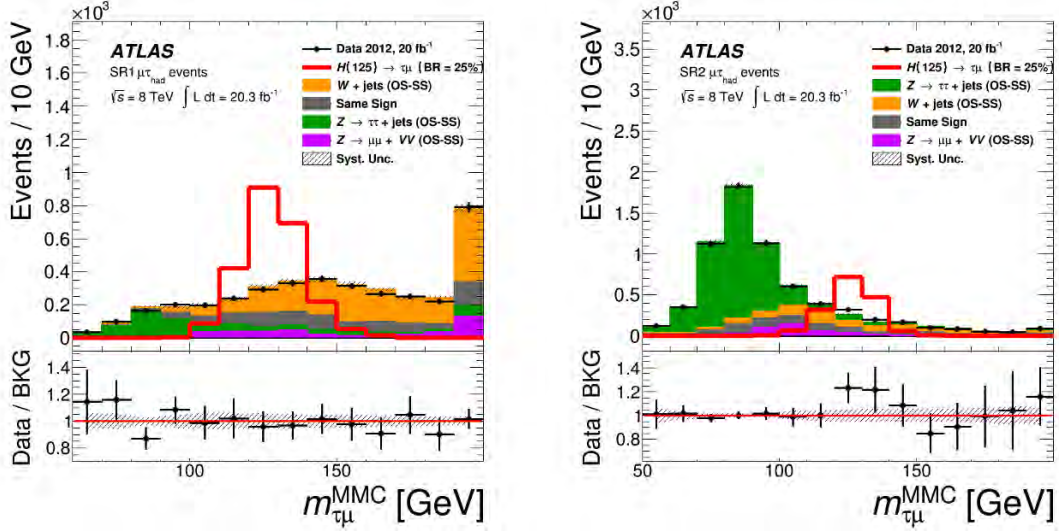 ×10³
Events / 10 GeV
1.8
1.6
1.4
1.2
1
0.8
0.6
0.4
0.2
0
ATLAS
SR1 μτhad events
√s = 8 TeV ∫ L dt = 20.3 fb⁻¹
Data 2012, 20 fb⁻¹
H(125) → τμ (BR = 25%)
W + jets (OS-SS)
Same Sign
Z → ττ + jets (OS-SS)
Z → μμ + VV (OS-SS)
Syst. Unc.
Data / BKG
1.4
1.2
1
0.8
100
150
mτμ^MMC [GeV]
×10³
Events / 10 GeV
3.5
3
2.5
2
1.5
1
0.5
0
ATLAS
SR2 μτhad events
√s = 8 TeV ∫ L dt = 20.3 fb⁻¹
Data 2012, 20 fb⁻¹
H(125) → τμ (BR = 25%)
Z → ττ + jets (OS-SS)
W + jets (OS-SS)
Same Sign
Z → μμ + VV (OS-SS)
Syst. Unc.
Data / BKG
1.4
1.2
1
0.8
50
100
150
mτμ^MMC [GeV]